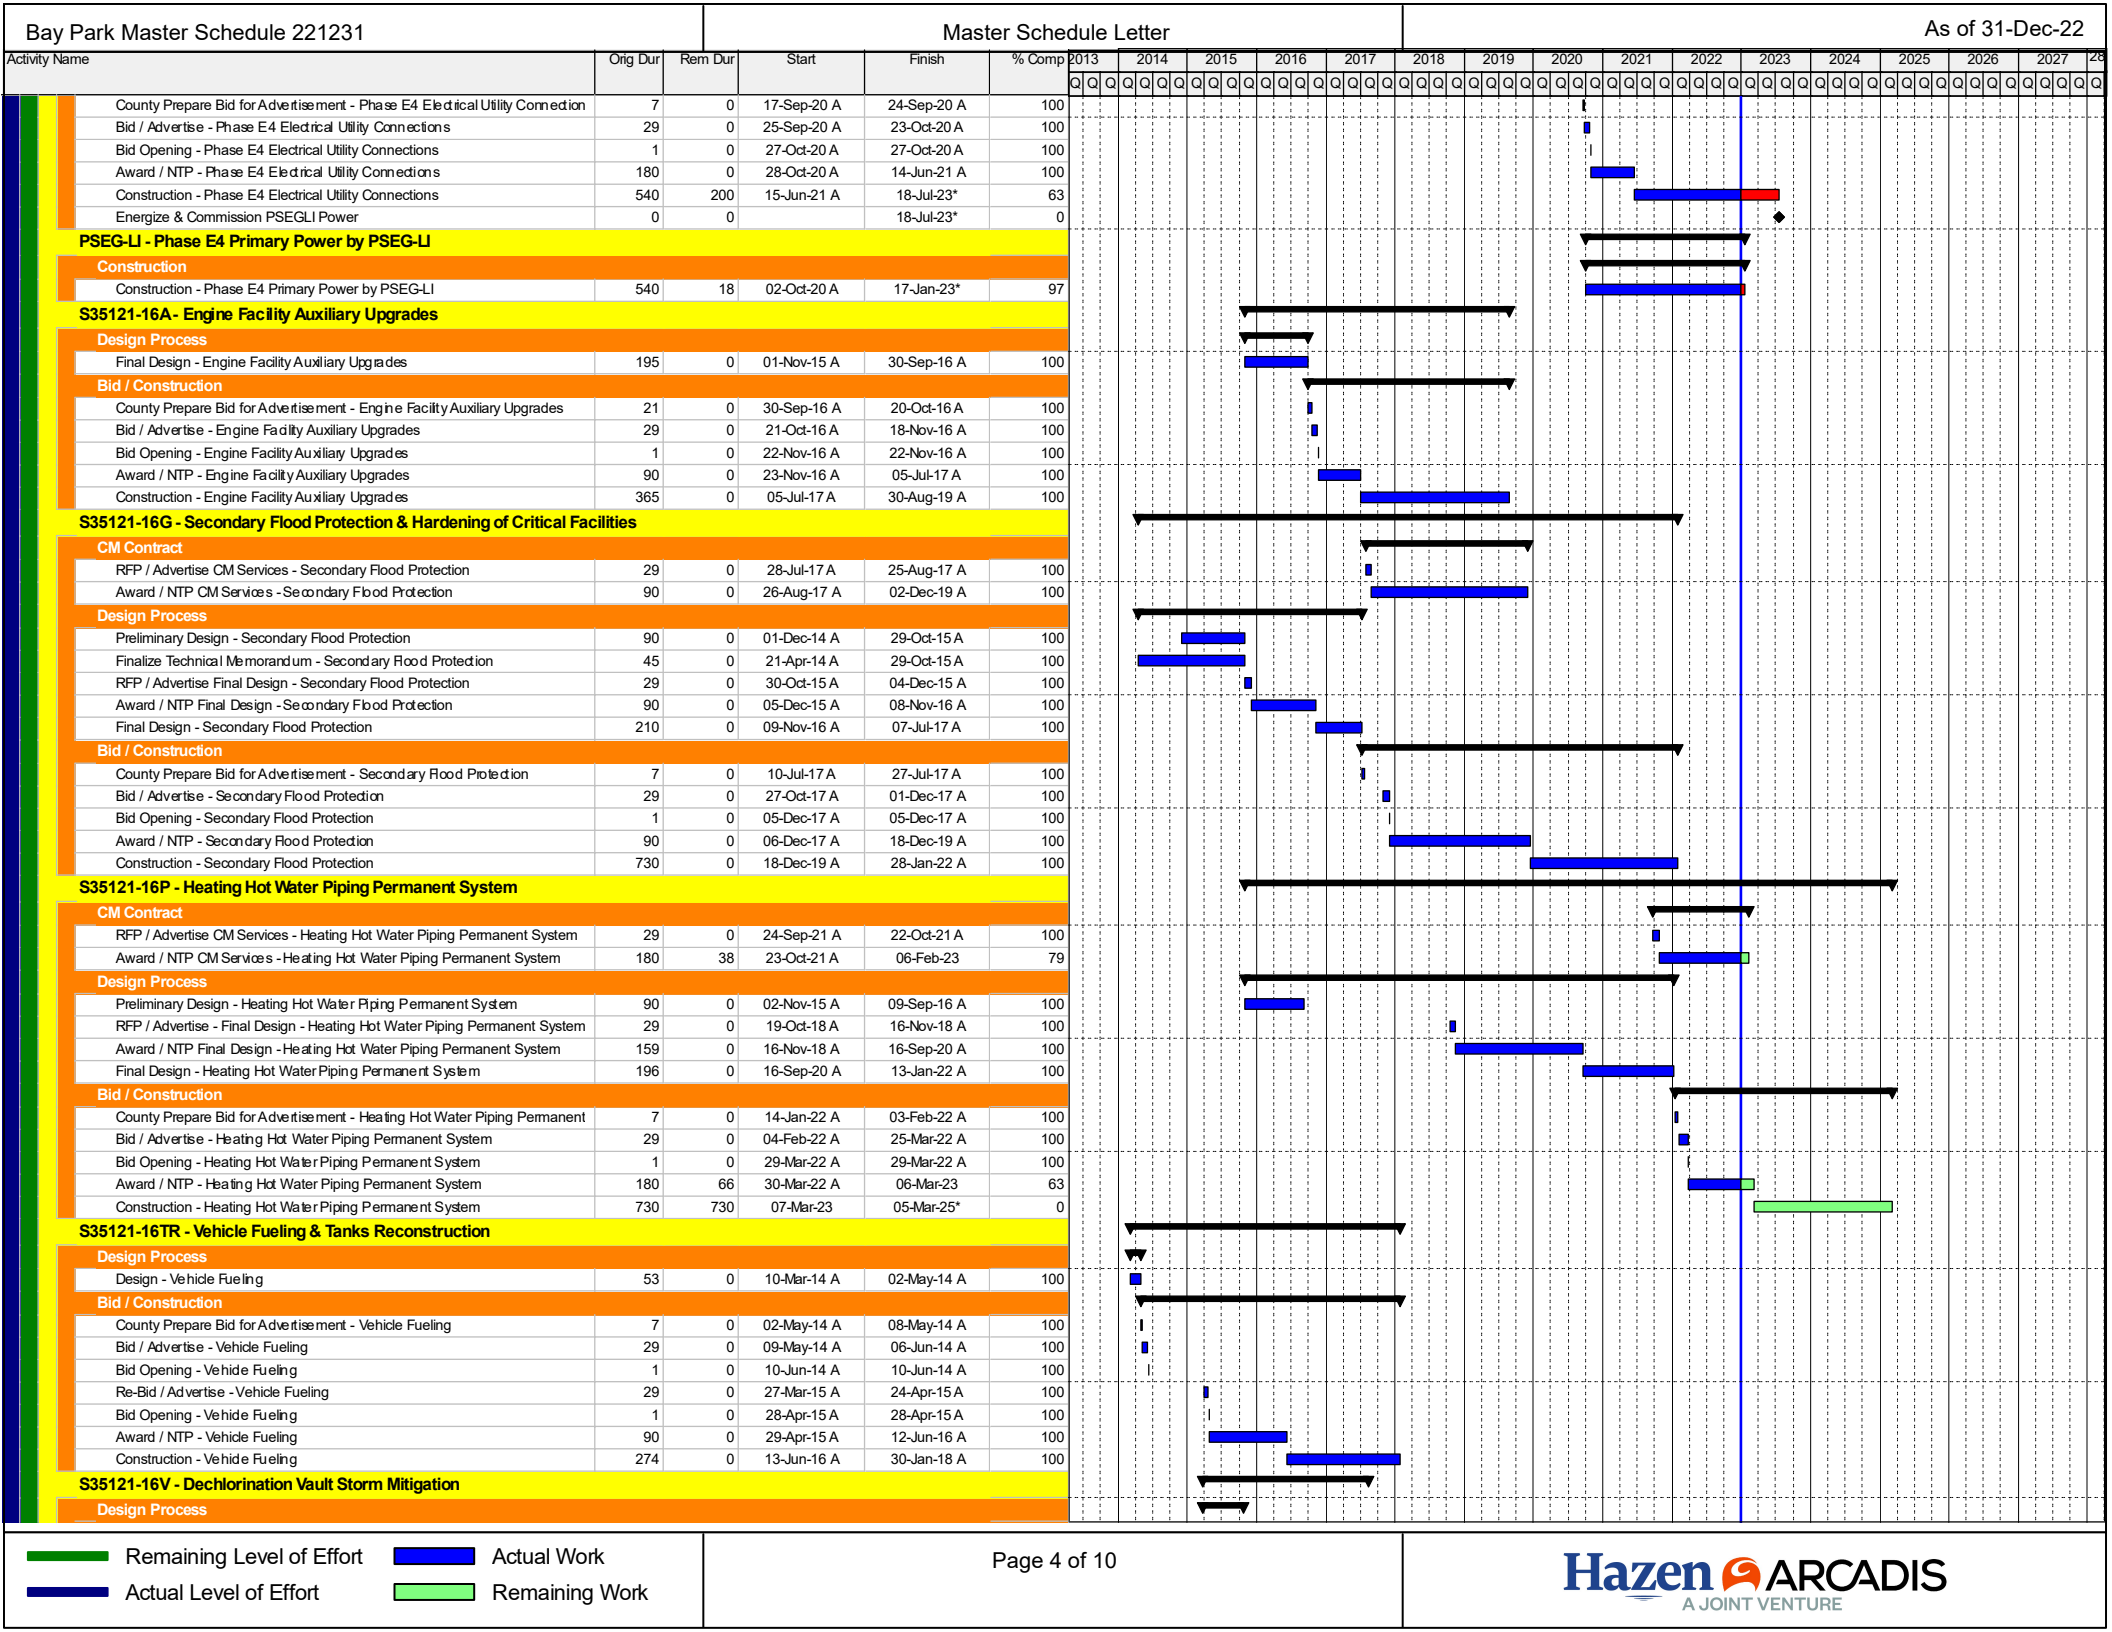 Bay Park Master Schedule 221231
Master Schedule Letter
As of 31-Dec-22
Activity Name Orig Dur Rem Dur Start Finish % Comp 2013 2014 2015 2016 2017 2018 2019 2020 2021 2022 2023 2024 2025 2026 2027 28
Q Q Q Q Q Q Q Q Q Q Q Q Q Q Q Q Q Q Q Q Q Q Q Q Q Q Q Q Q Q Q Q Q Q Q Q Q Q Q Q Q Q Q Q Q Q Q Q Q Q Q Q Q Q Q Q Q Q Q Q
County Prepare Bid for Advertisement - Phase E4 Electrical Utility Connection 7 0 17-Sep-20 A 24-Sep-20 A 100
Bid / Advertise - Phase E4 Electrical Utility Connections 29 0 25-Sep-20 A 23-Oct-20 A 100
Bid Opening - Phase E4 Electrical Utility Connections 1 0 27-Oct-20 A 27-Oct-20 A 100
Award / NTP - Phase E4 Electrical Utility Connections 180 0 28-Oct-20 A 14-Jun-21 A 100
Construction - Phase E4 Electrical Utility Connections 540 200 15-Jun-21 A 18-Jul-23* 63
Energize & Commission PSEGLI Power 0 0 18-Jul-23* 0
PSEG-LI - Phase E4 Primary Power by PSEG-LI
Construction
Construction - Phase E4 Primary Power by PSEG-LI 540 18 02-Oct-20 A 17-Jan-23* 97
S35121-16A - Engine Facility Auxiliary Upgrades
Design Process
Final Design - Engine Facility Auxiliary Upgrades 195 0 01-Nov-15 A 30-Sep-16 A 100
Bid / Construction
County Prepare Bid for Advertisement - Engine Facility Auxiliary Upgrades 21 0 30-Sep-16 A 20-Oct-16 A 100
Bid / Advertise - Engine Facility Auxiliary Upgrades 29 0 21-Oct-16 A 18-Nov-16 A 100
Bid Opening - Engine Facility Auxiliary Upgrades 1 0 22-Nov-16 A 22-Nov-16 A 100
Award / NTP - Engine Facility Auxiliary Upgrades 90 0 23-Nov-16 A 05-Jul-17 A 100
Construction - Engine Facility Auxiliary Upgrades 365 0 05-Jul-17 A 30-Aug-19 A 100
S35121-16G - Secondary Flood Protection & Hardening of Critical Facilities
CM Contract
RFP / Advertise CM Services - Secondary Flood Protection 29 0 28-Jul-17 A 25-Aug-17 A 100
Award / NTP CM Services - Secondary Flood Protection 90 0 26-Aug-17 A 02-Dec-19 A 100
Design Process
Preliminary Design - Secondary Flood Protection 90 0 01-Dec-14 A 29-Oct-15 A 100
Finalize Technical Memorandum - Secondary Flood Protection 45 0 21-Apr-14 A 29-Oct-15 A 100
RFP / Advertise Final Design - Secondary Flood Protection 29 0 30-Oct-15 A 04-Dec-15 A 100
Award / NTP Final Design - Secondary Flood Protection 90 0 05-Dec-15 A 08-Nov-16 A 100
Final Design - Secondary Flood Protection 210 0 09-Nov-16 A 07-Jul-17 A 100
Bid / Construction
County Prepare Bid for Advertisement - Secondary Flood Protection 7 0 10-Jul-17 A 27-Jul-17 A 100
Bid / Advertise - Secondary Flood Protection 29 0 27-Oct-17 A 01-Dec-17 A 100
Bid Opening - Secondary Flood Protection 1 0 05-Dec-17 A 05-Dec-17 A 100
Award / NTP - Secondary Flood Protection 90 0 06-Dec-17 A 18-Dec-19 A 100
Construction - Secondary Flood Protection 730 0 18-Dec-19 A 28-Jan-22 A 100
S35121-16P - Heating Hot Water Piping Permanent System
CM Contract
RFP / Advertise CM Services - Heating Hot Water Piping Permanent System 29 0 24-Sep-21 A 22-Oct-21 A 100
Award / NTP CM Services - Heating Hot Water Piping Permanent System 180 38 23-Oct-21 A 06-Feb-23 79
Design Process
Preliminary Design - Heating Hot Water Piping Permanent System 90 0 02-Nov-15 A 09-Sep-16 A 100
RFP / Advertise - Final Design - Heating Hot Water Piping Permanent System 29 0 19-Oct-18 A 16-Nov-18 A 100
Award / NTP Final Design - Heating Hot Water Piping Permanent System 159 0 16-Nov-18 A 16-Sep-20 A 100
Final Design - Heating Hot Water Piping Permanent System 196 0 16-Sep-20 A 13-Jan-22 A 100
Bid / Construction
County Prepare Bid for Advertisement - Heating Hot Water Piping Permanent 7 0 14-Jan-22 A 03-Feb-22 A 100
Bid / Advertise - Heating Hot Water Piping Permanent System 29 0 04-Feb-22 A 25-Mar-22 A 100
Bid Opening - Heating Hot Water Piping Permanent System 1 0 29-Mar-22 A 29-Mar-22 A 100
Award / NTP - Heating Hot Water Piping Permanent System 180 66 30-Mar-22 A 06-Mar-23 63
Construction - Heating Hot Water Piping Permanent System 730 730 07-Mar-23 05-Mar-25* 0
S35121-16TR - Vehicle Fueling & Tanks Reconstruction
Design Process
Design - Vehicle Fueling 53 0 10-Mar-14 A 02-May-14 A 100
Bid / Construction
County Prepare Bid for Advertisement - Vehicle Fueling 7 0 02-May-14 A 08-May-14 A 100
Bid / Advertise - Vehicle Fueling 29 0 09-May-14 A 06-Jun-14 A 100
Bid Opening - Vehicle Fueling 1 0 10-Jun-14 A 10-Jun-14 A 100
Re-Bid / Advertise - Vehicle Fueling 29 0 27-Mar-15 A 24-Apr-15 A 100
Bid Opening - Vehicle Fueling 1 0 28-Apr-15 A 28-Apr-15 A 100
Award / NTP - Vehicle Fueling 90 0 29-Apr-15 A 12-Jun-16 A 100
Construction - Vehicle Fueling 274 0 13-Jun-16 A 30-Jan-18 A 100
S35121-16V - Dechlorination Vault Storm Mitigation
Design Process
Remaining Level of Effort
Actual Work
Actual Level of Effort
Remaining Work
Page 4 of 10
Hazen ARCADIS
A JOINT VENTURE